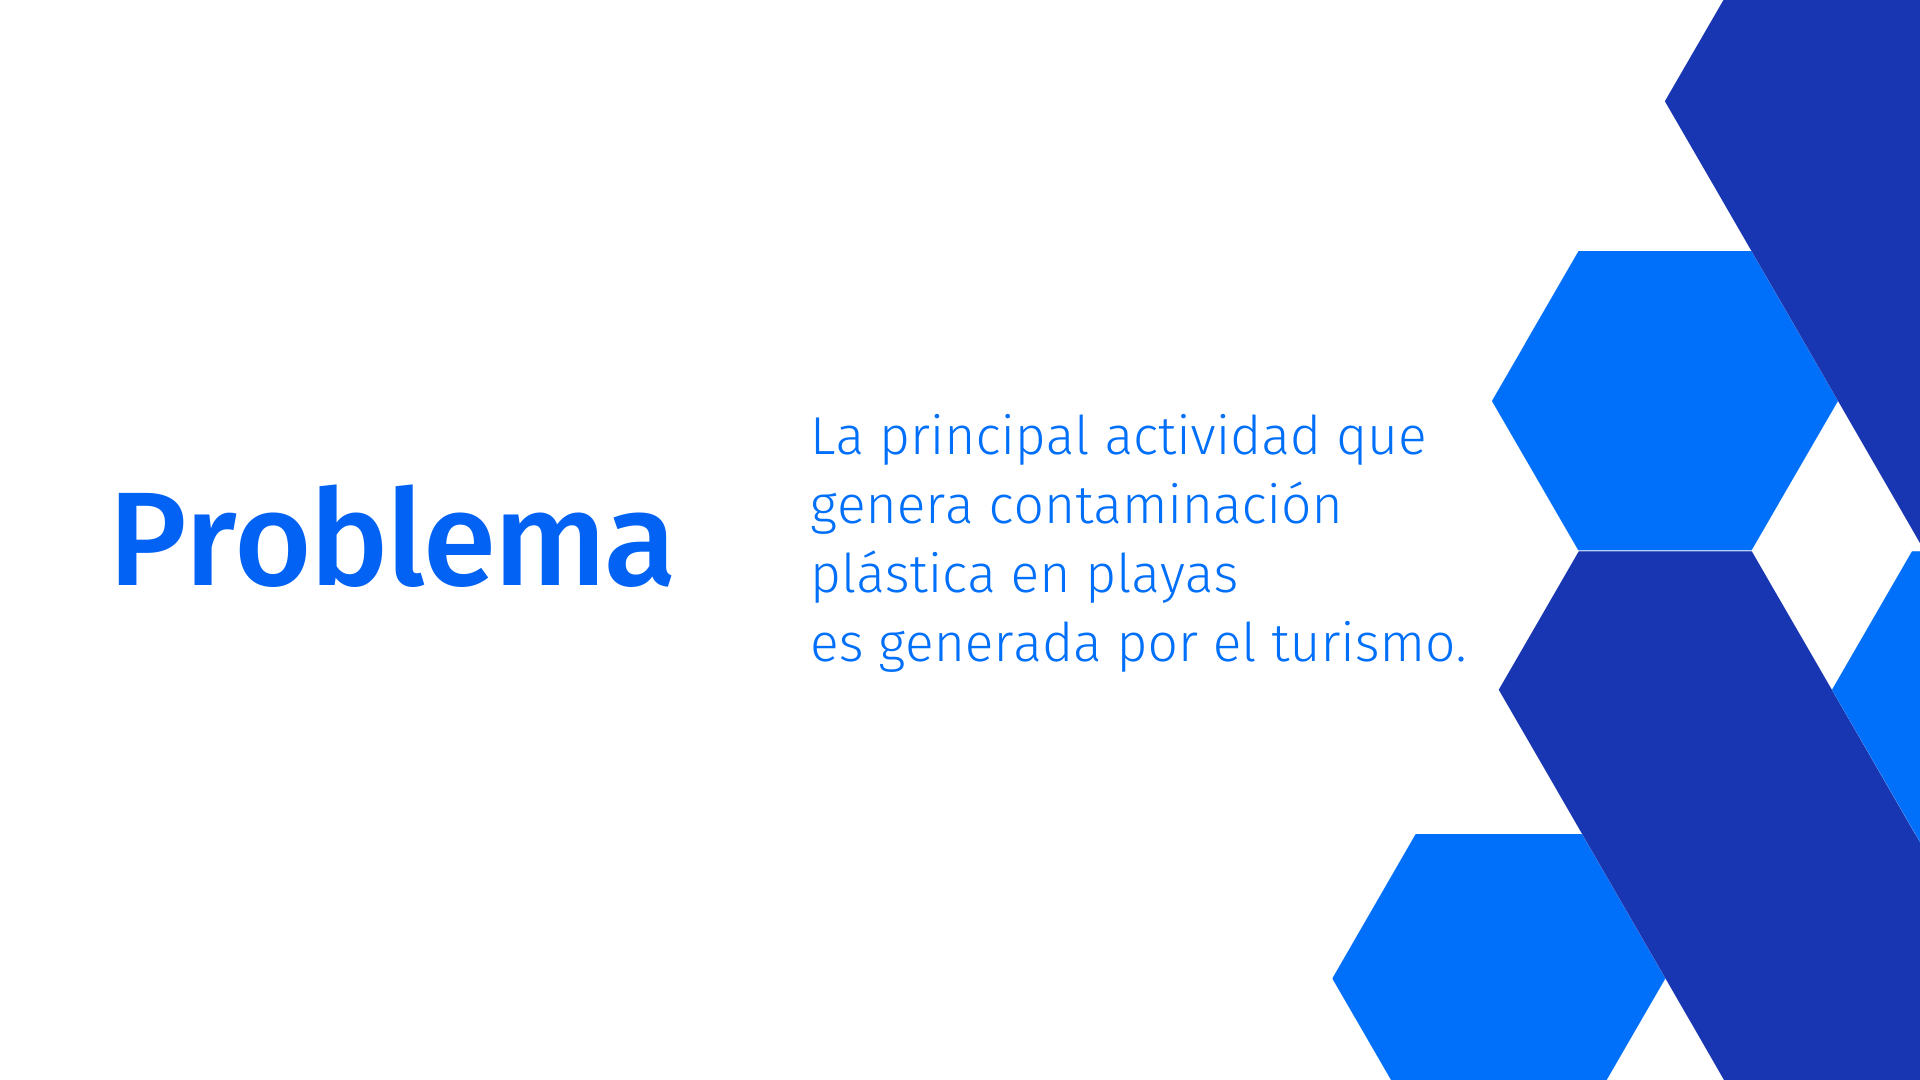 Problema
La principal actividad que
genera contaminación
plástica en playas
es generada por el turismo.